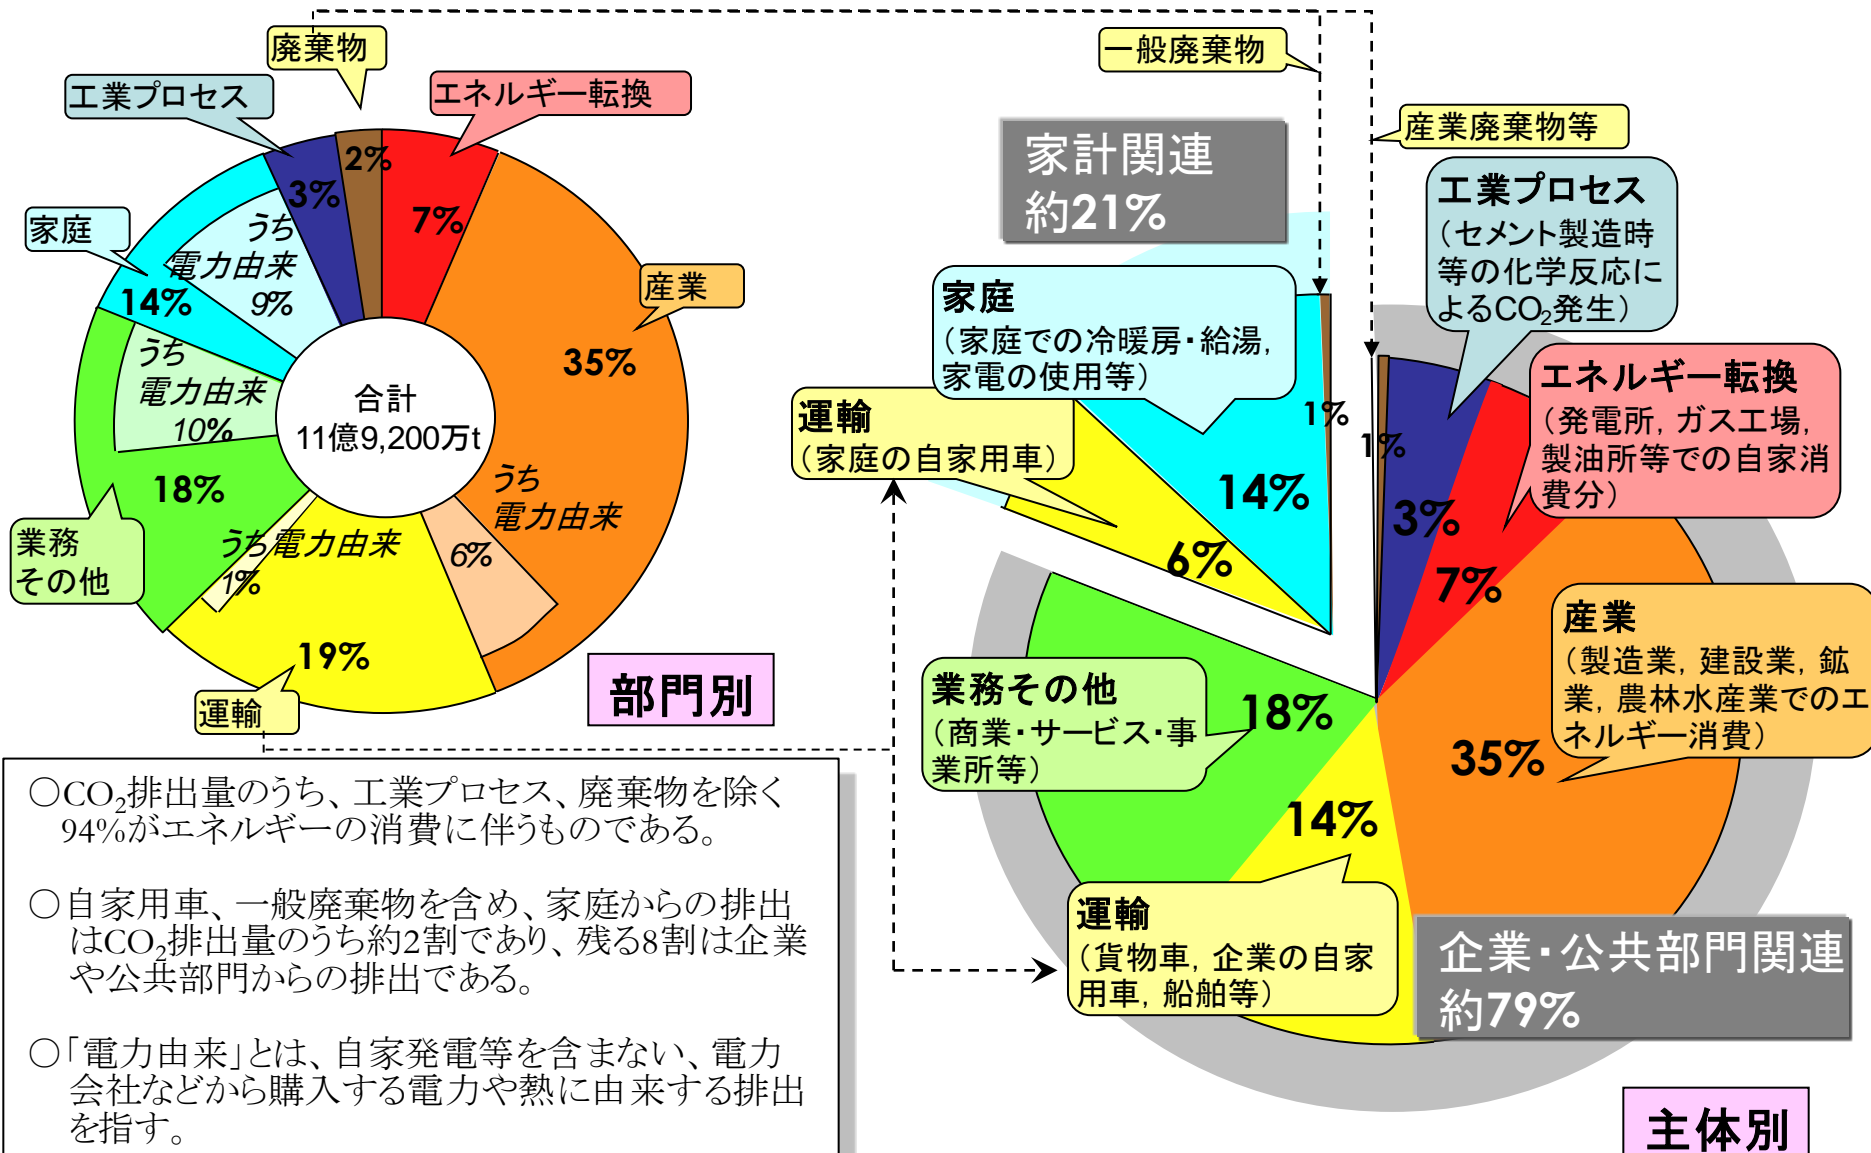 廃棄物
工業プロセス
エネルギー転換
2%
3%
7%
家庭
うち
電力由来
9%
14%
産業
35%
うち
電力由来
10%
合計
11億9,200万t
18%
うち
電力由来
6%
業務
その他
うち電力由来
1%
19%
運輸
部門別
○CO₂排出量のうち、工業プロセス、廃棄物を除く
94%がエネルギーの消費に伴うものである。
○自家用車、一般廃棄物を含め、家庭からの排出
はCO₂排出量のうち約2割であり、残る8割は企業
や公共部門からの排出である。
○「電力由来」とは、自家発電等を含まない、電力
会社などから購入する電力や熱に由来する排出
を指す。
一般廃棄物
産業廃棄物等
家計関連
約21%
工業プロセス
（セメント製造時
等の化学反応に
よるCO₂発生）
家庭
（家庭での冷暖房・給湯，
家電の使用等）
エネルギー転換
（発電所，ガス工場，
製油所等での自家消
費分）
運輸
（家庭の自家用車）
1%
1%
14%
3%
6%
7%
産業
（製造業，建設業，鉱
業，農林水産業でのエ
ネルギー消費）
業務その他
（商業・サービス・事
業所等）
18%
35%
14%
運輸
（貨物車，企業の自家
用車，船舶等）
企業・公共部門関連
約79%
主体別